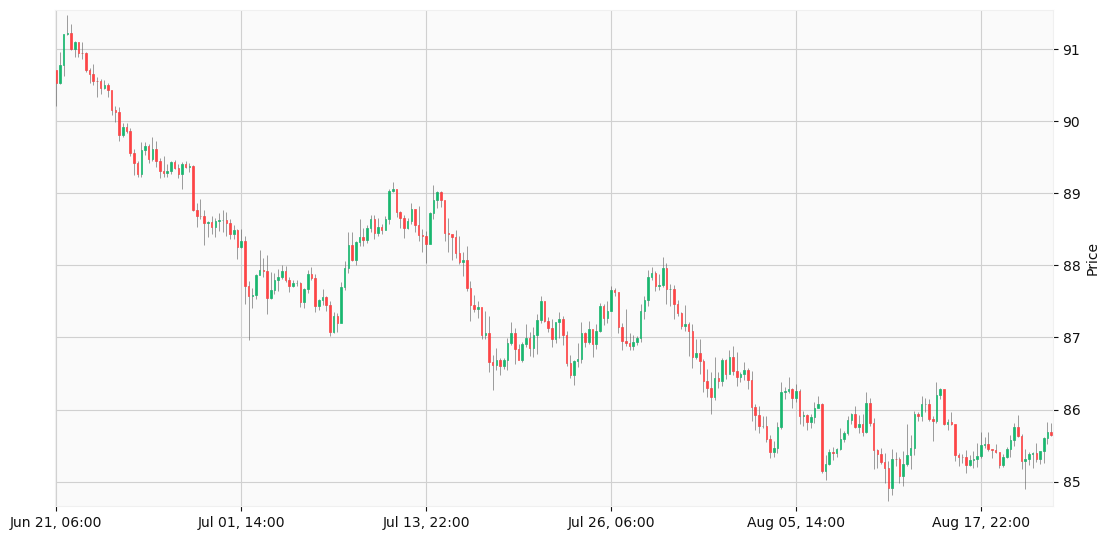 91
90
89
88
87
86
85
Price
Jun 21, 06:00
Jul 01, 14:00
Jul 13, 22:00
Jul 26, 06:00
Aug 05, 14:00
Aug 17, 22:00